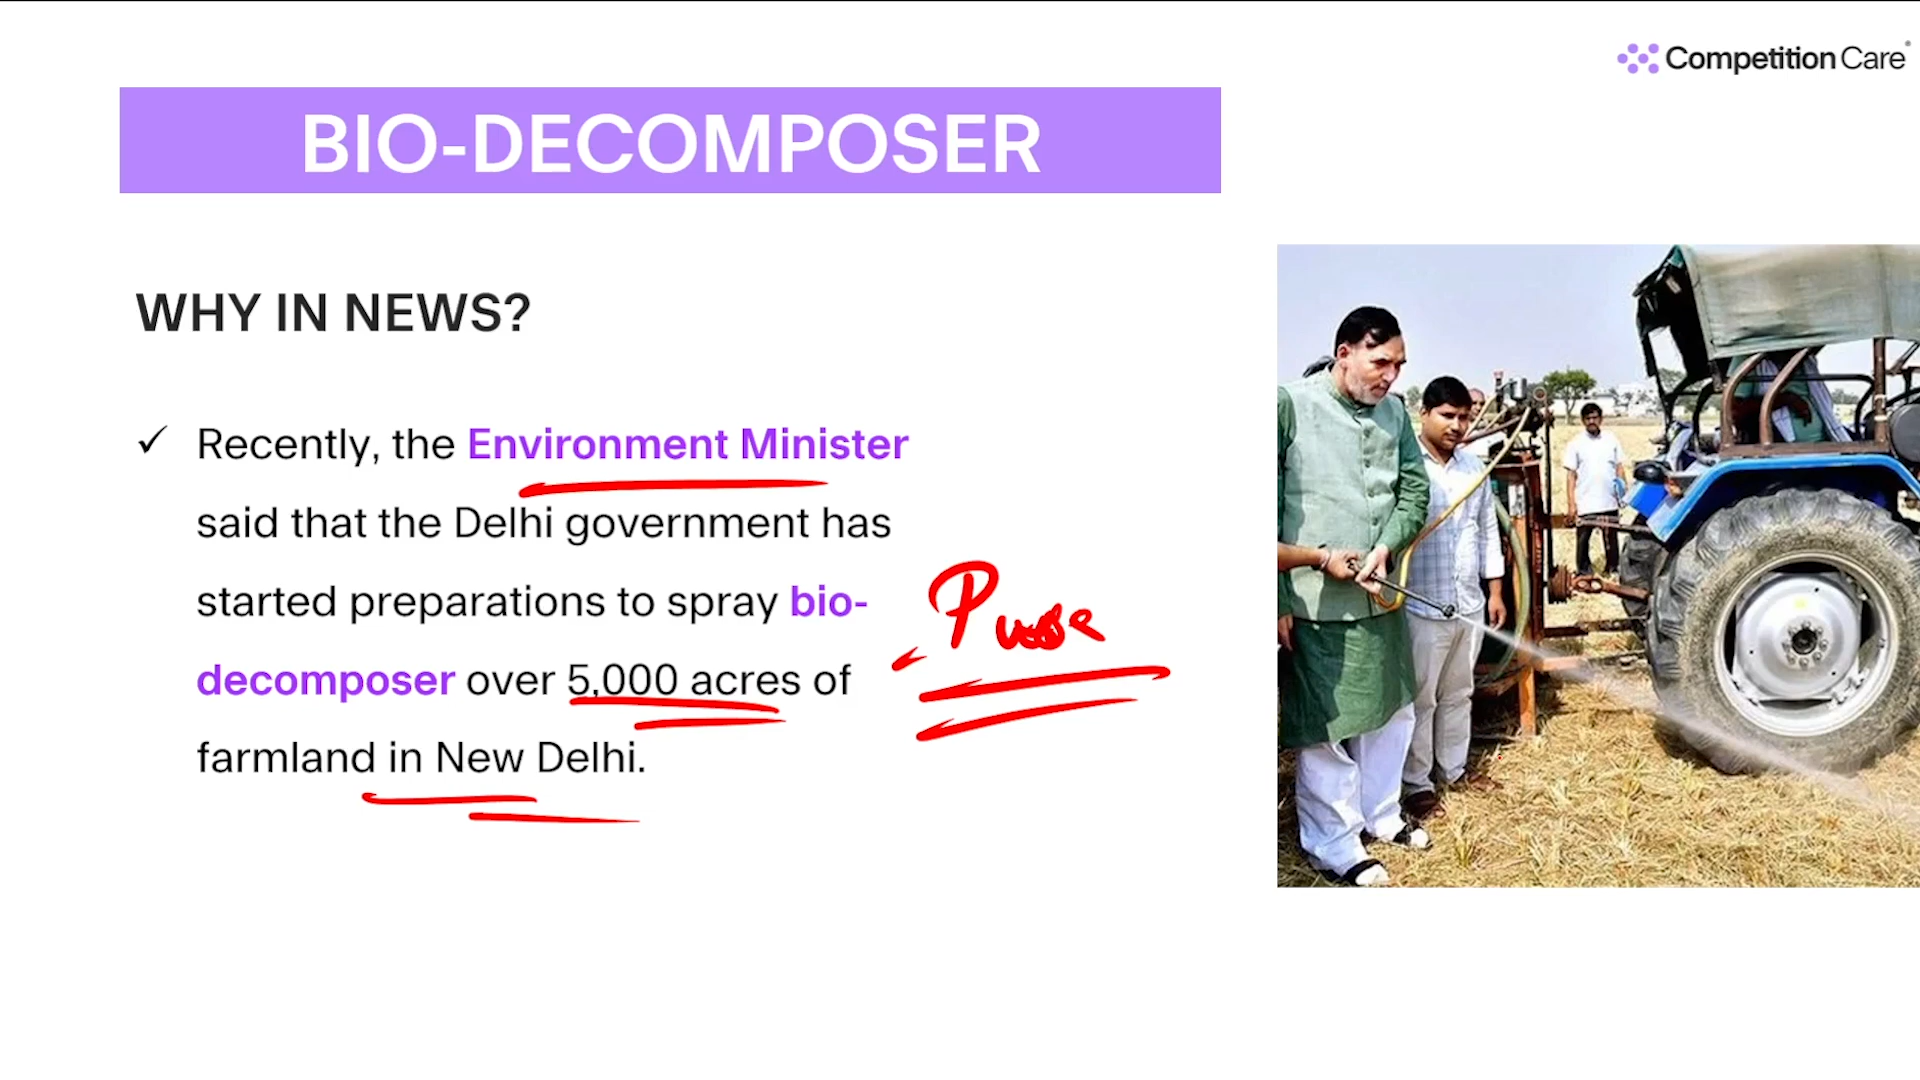 Competition Care
BIO-DECOMPOSER
WHY IN NEWS?
✓ Recently, the Environment Minister
said that the Delhi government has
started preparations to spray bio-
decomposer over 5,000 acres of
farmland in New Delhi.